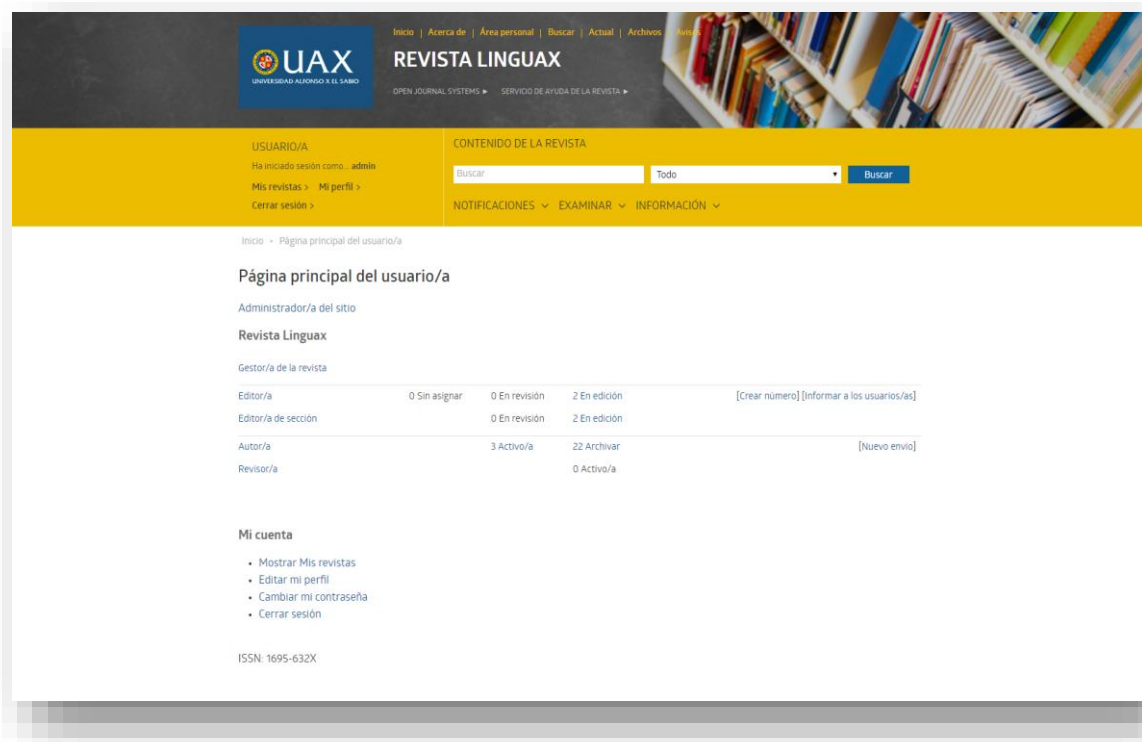 Inicio | Acerca de | Área personal | Buscar | Actual | Archivos | Avisos
UAX
UNIVERSIDAD ALFONSO X EL SABIO
REVISTA LINGUAX
OPEN JOURNAL SYSTEMS ▶ SERVICIO DE AYUDA DE LA REVISTA ▶
USUARIO/A
Ha iniciado sesión como... admin
Mis revistas > Mi perfil >
Cerrar sesión >
CONTENIDO DE LA REVISTA
Buscar Todo Buscar
NOTIFICACIONES EXAMINAR INFORMACIÓN
Inicio > Página principal del usuario/a
Página principal del usuario/a
Administrador/a del sitio
Revista Linguax
Gestor/a de la revista
Editor/a 0 Sin asignar 0 En revisión 2 En edición [Crear número] [Informar a los usuarios/as]
Editor/a de sección 0 En revisión 2 En edición
Autor/a 3 Activo/a 22 Archivar [Nuevo envío]
Revisor/a 0 Activo/a
Mi cuenta
• Mostrar Mis revistas
• Editar mi perfil
• Cambiar mi contraseña
• Cerrar sesión
ISSN: 1695-632X